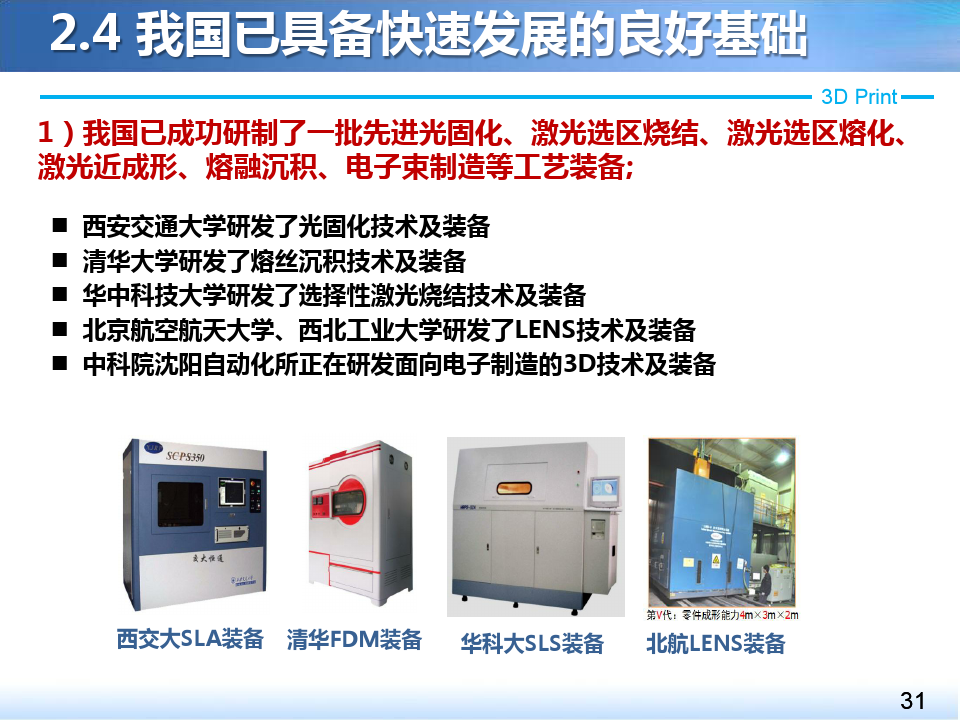 2.4 我国已具备快速发展的良好基础
3D Print
1）我国已成功研制了一批先进光固化、激光选区烧结、激光选区熔化、
激光近成形、熔融沉积、电子束制造等工艺装备;
■ 西安交通大学研发了光固化技术及装备
■ 清华大学研发了熔丝沉积技术及装备
■ 华中科技大学研发了选择性激光烧结技术及装备
■ 北京航空航天大学、西北工业大学研发了LENS技术及装备
■ 中科院沈阳自动化所正在研发面向电子制造的3D技术及装备
SCPS350
交大恒通
第V代：零件成形能力4m×3m×2m
西交大SLA装备
清华FDM装备
华科大SLS装备
北航LENS装备
31